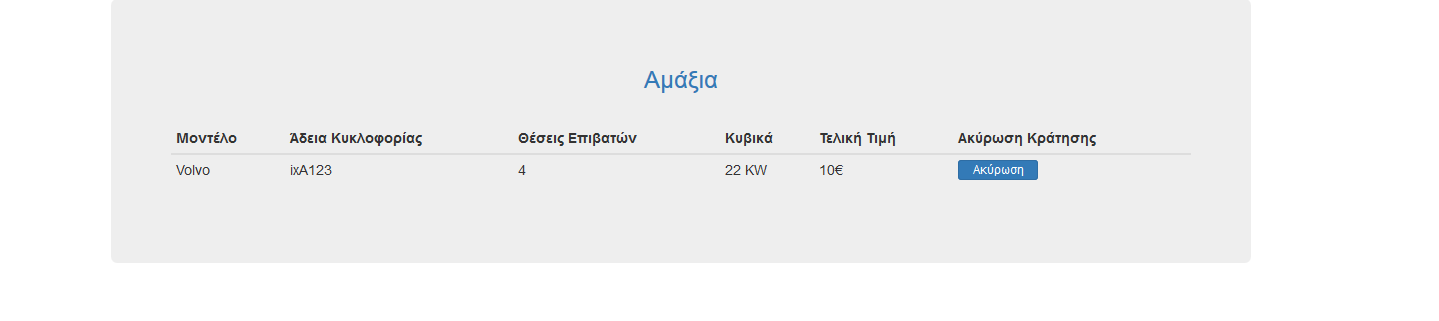 Αμάξια
Μοντέλο Άδεια Κυκλοφορίας Θέσεις Επιβατών Κυβικά Τελική Τιμή Ακύρωση Κράτησης
Volvo ixA123 4 22 KW 10€ Ακύρωση